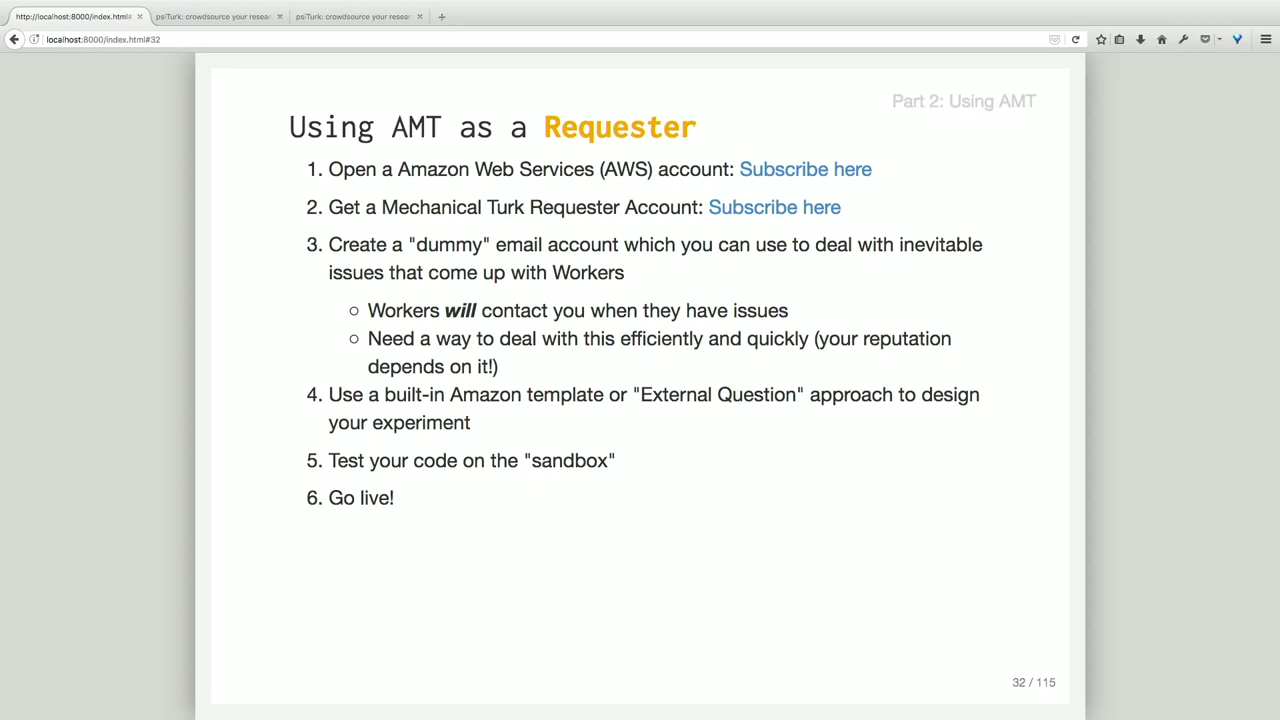 http://localhost:8000/index.html#
psiTurk: crowdsource your resear
psiTurk: crowdsource your resear
localhost:8000/index.html#32
Part 2: Using AMT
Using AMT as a Requester
1. Open a Amazon Web Services (AWS) account: Subscribe here
2. Get a Mechanical Turk Requester Account: Subscribe here
3. Create a "dummy" email account which you can use to deal with inevitable
issues that come up with Workers
Workers will contact you when they have issues
Need a way to deal with this efficiently and quickly (your reputation
depends on it!)
4. Use a built-in Amazon template or "External Question" approach to design
your experiment
5. Test your code on the "sandbox"
6. Go live!
32 / 115